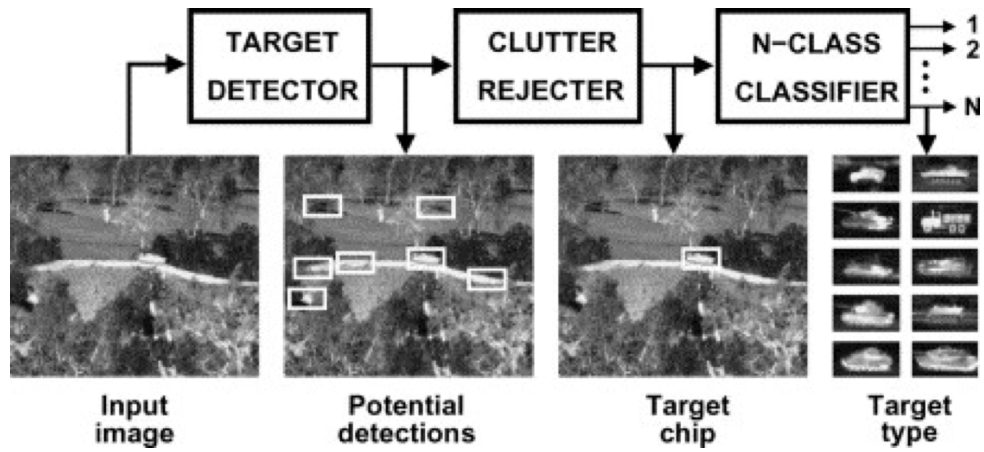 TARGET
DETECTOR
CLUTTER
REJECTER
N-CLASS
CLASSIFIER
1
2
N
Input
image
Potential
detections
Target
chip
Target
type